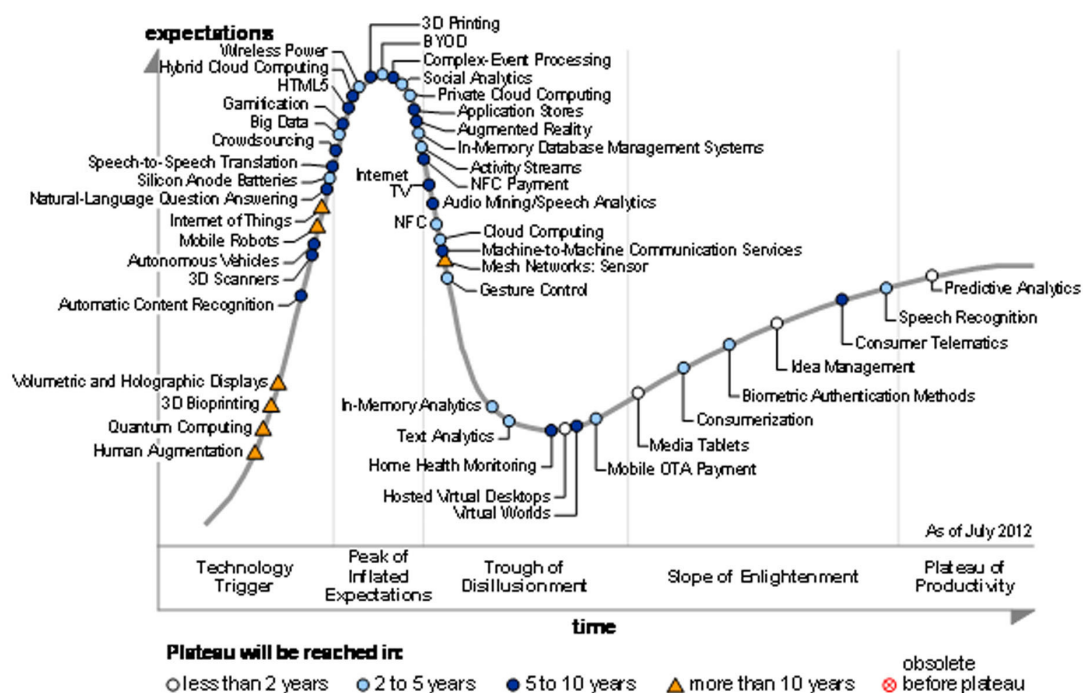 expectations
3D Printing
BYOD
Wireless Power
Complex-Event Processing
Hybrid Cloud Computing
Social Analytics
HTML5
Private Cloud Computing
Gamification
Application Stores
Big Data
Augmented Reality
Crowdsourcing
In-Memory Database Management Systems
Speech-to-Speech Translation
Activity Streams
Silicon Anode Batteries
Internet
TV
NFC Payment
Natural-Language Question Answering
Audio Mining/Speech Analytics
Internet of Things
NFC
Cloud Computing
Mobile Robots
Machine-to-Machine Communication Services
Autonomous Vehicles
Mesh Networks: Sensor
3D Scanners
Gesture Control
Automatic Content Recognition
Predictive Analytics
Speech Recognition
Consumer Telematics
Idea Management
Volumetric and Holographic Displays
3D Bioprinting
Biometric Authentication Methods
In-Memory Analytics
Quantum Computing
Consumerization
Text Analytics
Human Augmentation
Media Tablets
Home Health Monitoring
Mobile OTA Payment
Hosted Virtual Desktops
Virtual Worlds
As of July 2012
Technology
Trigger
Peak of
Inflated
Expectations
Trough of
Disillusionment
Slope of Enlightenment
Plateau of
Productivity
time
Plateau will be reached in:
less than 2 years
2 to 5 years
5 to 10 years
more than 10 years
obsolete
before plateau